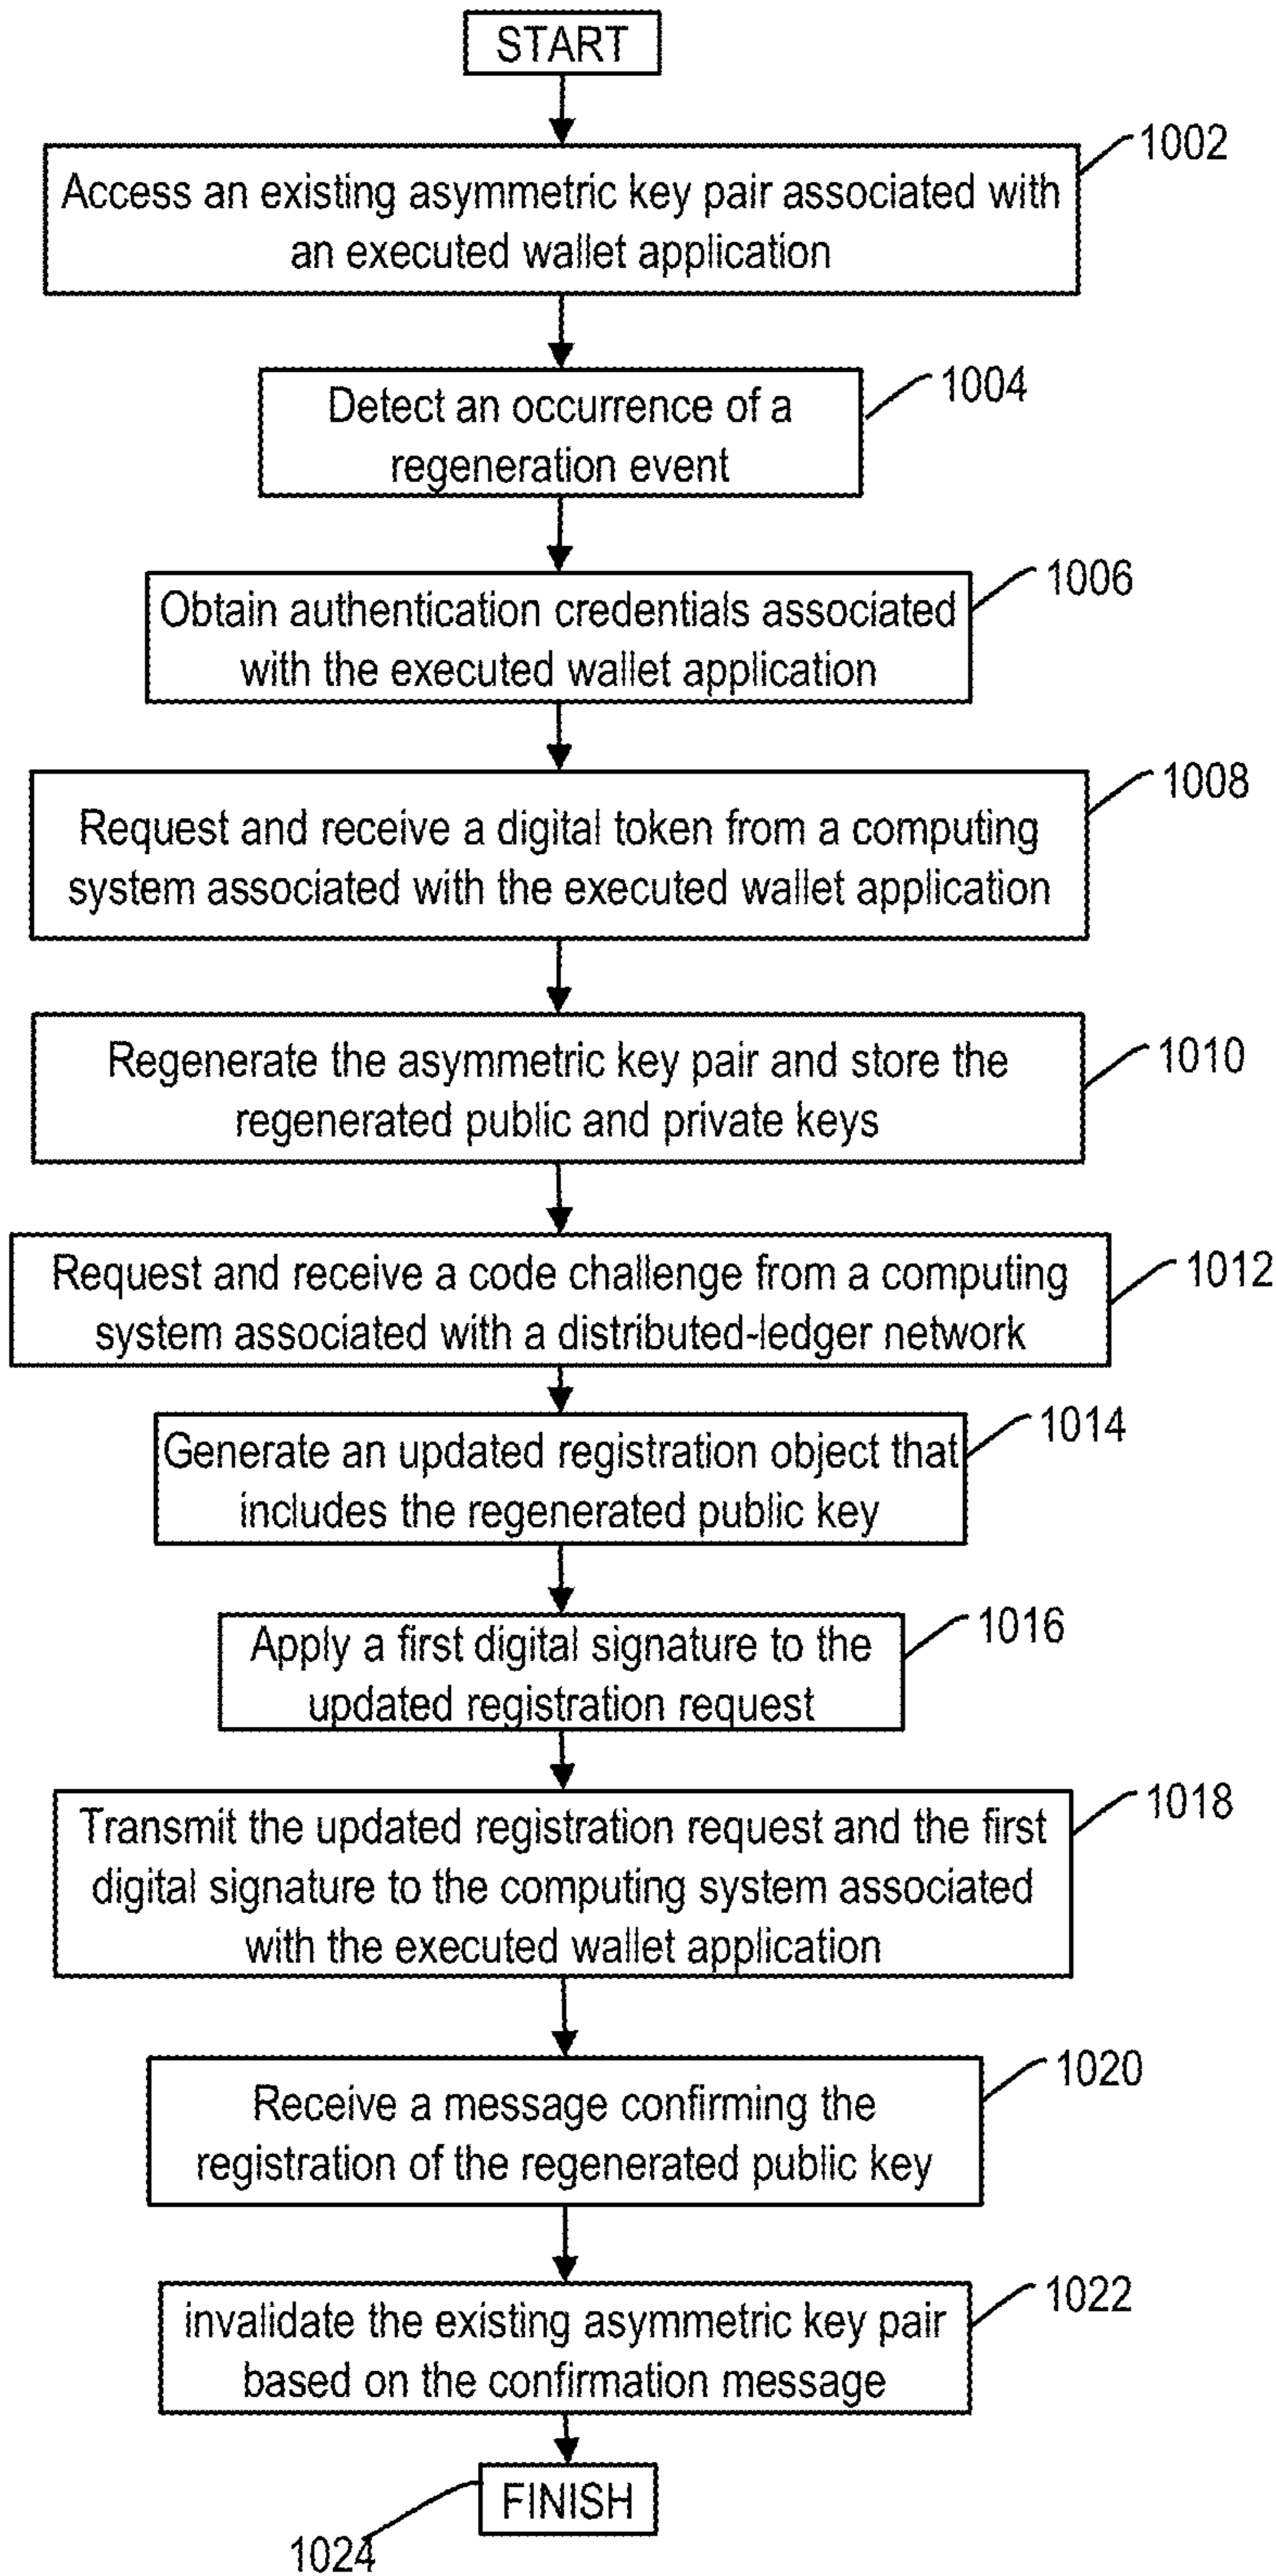 START
1002
Access an existing asymmetric key pair associated with
an executed wallet application
1004
Detect an occurrence of a
regeneration event
1006
Obtain authentication credentials associated
with the executed wallet application
1008
Request and receive a digital token from a computing
system associated with the executed wallet application
1010
Regenerate the asymmetric key pair and store the
regenerated public and private keys
1012
Request and receive a code challenge from a computing
system associated with a distributed-ledger network
1014
Generate an updated registration object that
includes the regenerated public key
1016
Apply a first digital signature to the
updated registration request
1018
Transmit the updated registration request and the first
digital signature to the computing system associated
with the executed wallet application
1020
Receive a message confirming the
registration of the regenerated public key
1022
invalidate the existing asymmetric key pair
based on the confirmation message
FINISH
1024